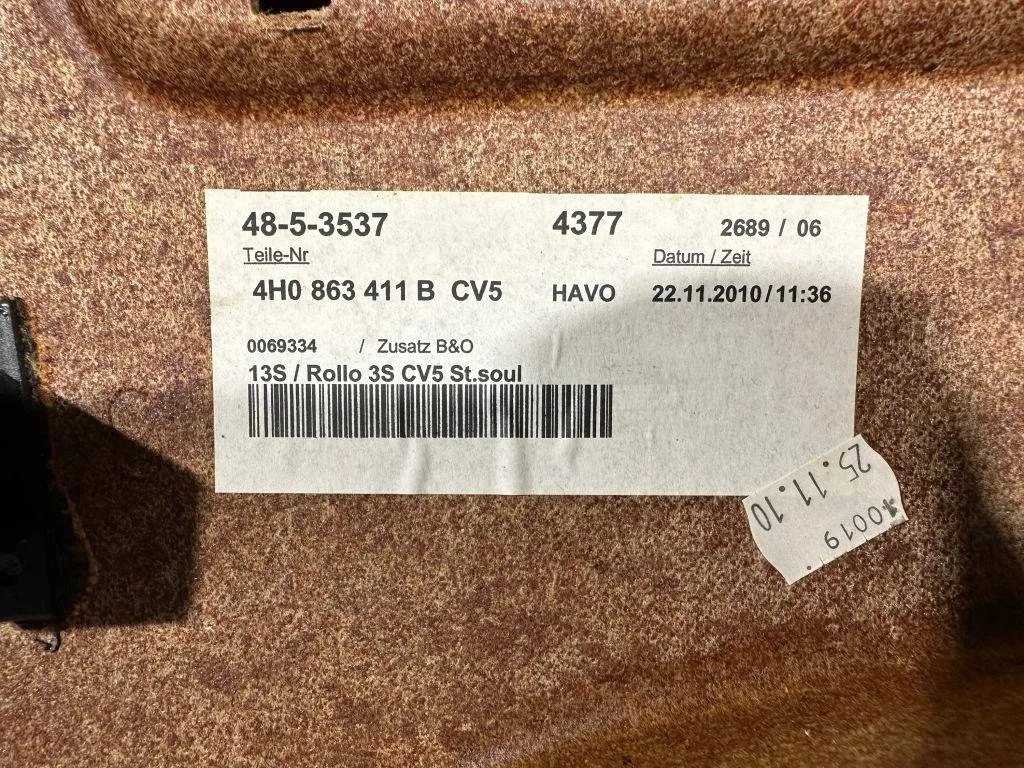 48-5-3537 4377 2689 / 06
Teile-Nr Datum / Zeit
4H0 863 411 B CV5 HAVO 22.11.2010/11:36
0069334 / Zusatz B&O
13S / Rollo 3S CV5 St.soul
25.11.10
0019